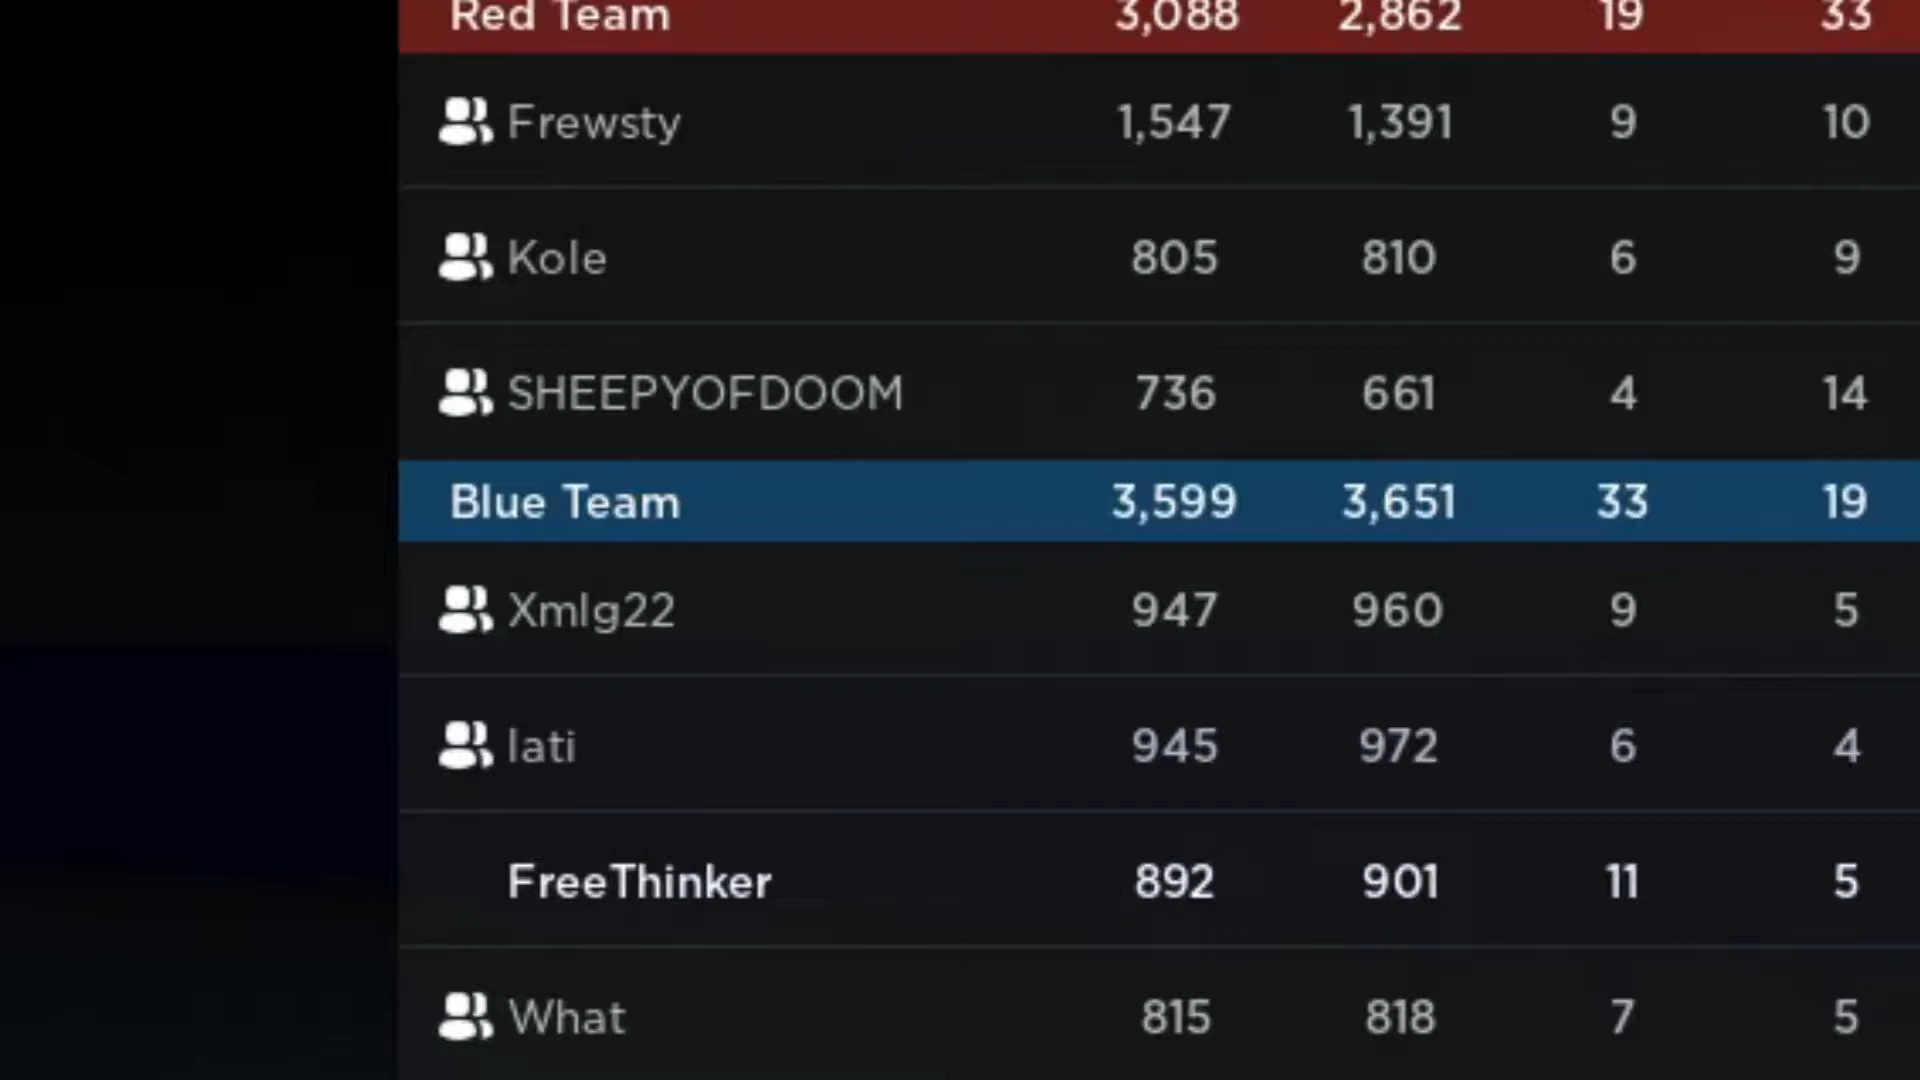 Red Team 3,088 2,862 19 33
Frewsty 1,547 1,391 9 10
Kole 805 810 6 9
SHEEPYOFDOOM 736 661 4 14
Blue Team 3,599 3,651 33 19
Xmlg22 947 960 9 5
lati 945 972 6 4
FreeThinker 892 901 11 5
What 815 818 7 5